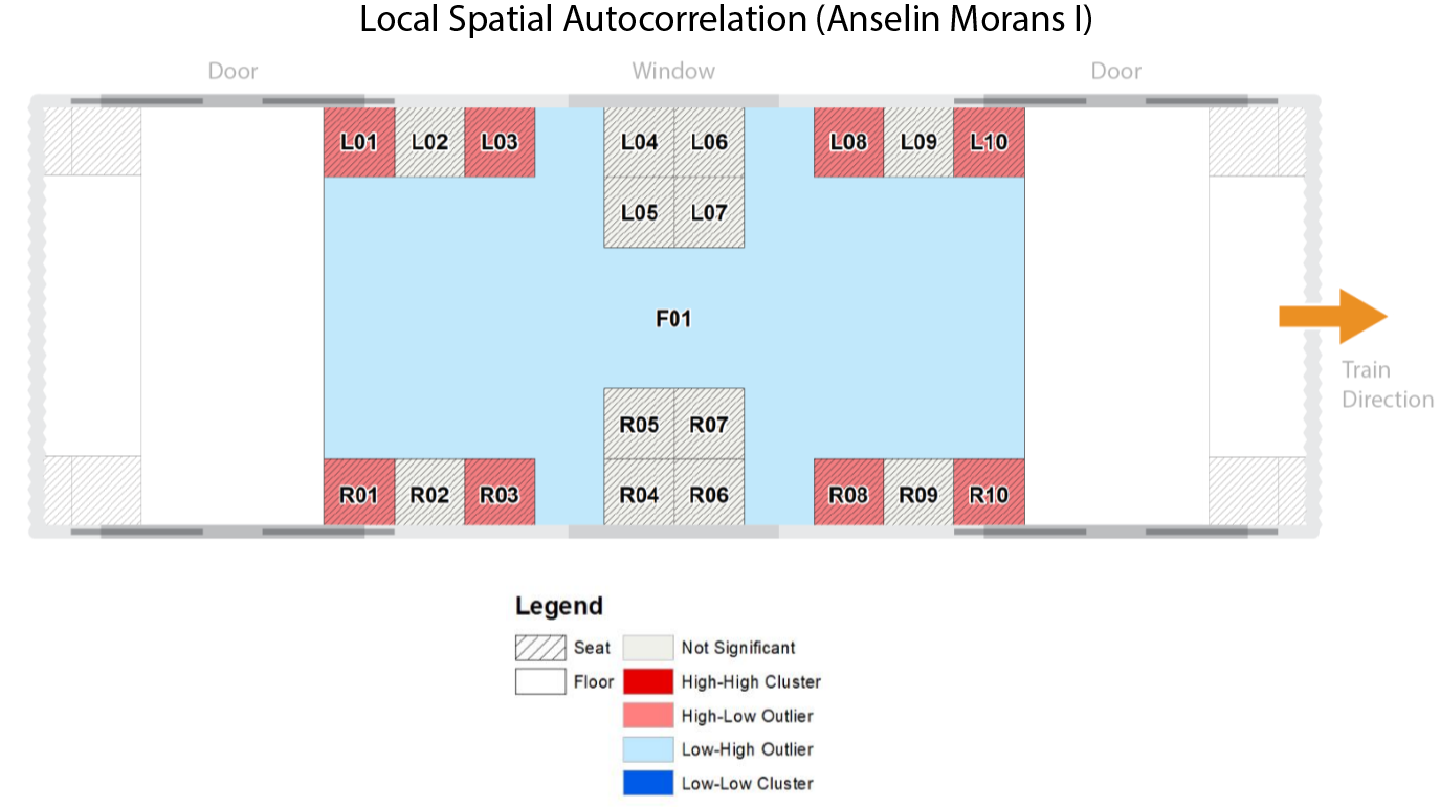 Local Spatial Autocorrelation (Anselin Morans I)
Door Window Door
L01 L02 L03 L04 L06 L08 L09 L10
L05 L07
F01
Train
Direction
R05 R07
R01 R02 R03 R04 R06 R08 R09 R10
Legend
Seat Not Significant
Floor High-High Cluster
High-Low Outlier
Low-High Outlier
Low-Low Cluster